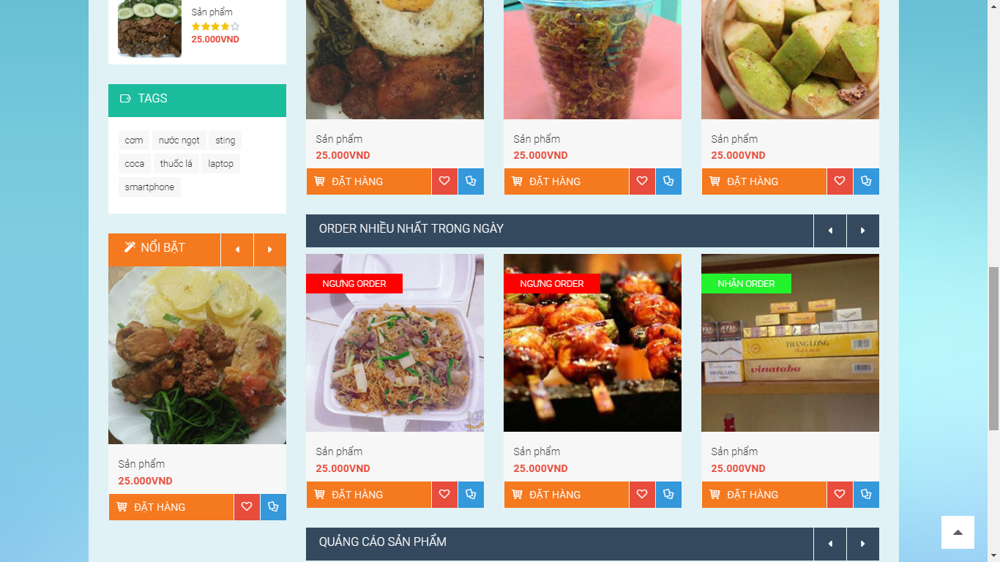 Sản phẩm
25.000VND
TAGS
cơm
nước ngọt
sting
coca
thuốc lá
laptop
smartphone
NỔI BẬT
Sản phẩm
25.000VND
ĐẶT HÀNG
Sản phẩm
25.000VND
ĐẶT HÀNG
Sản phẩm
25.000VND
ĐẶT HÀNG
Sản phẩm
25.000VND
ĐẶT HÀNG
ORDER NHIỀU NHẤT TRONG NGÀY
NGƯNG ORDER
Sản phẩm
25.000VND
ĐẶT HÀNG
NGƯNG ORDER
Sản phẩm
25.000VND
ĐẶT HÀNG
NHẬN ORDER
THANG LONG
THANG LONG
vinataba
Sản phẩm
25.000VND
ĐẶT HÀNG
QUẢNG CÁO SẢN PHẨM